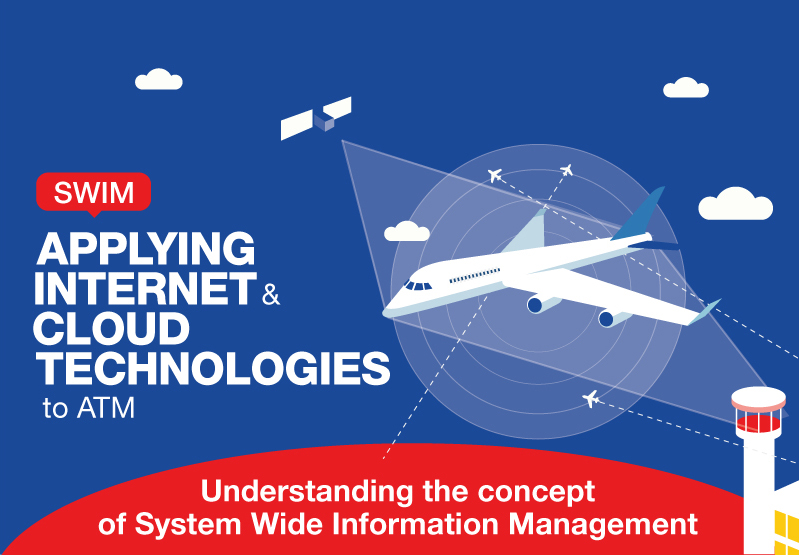 SWIM
APPLYING
INTERNET &
CLOUD
TECHNOLOGIES
to ATM
Understanding the concept
of System Wide Information Management